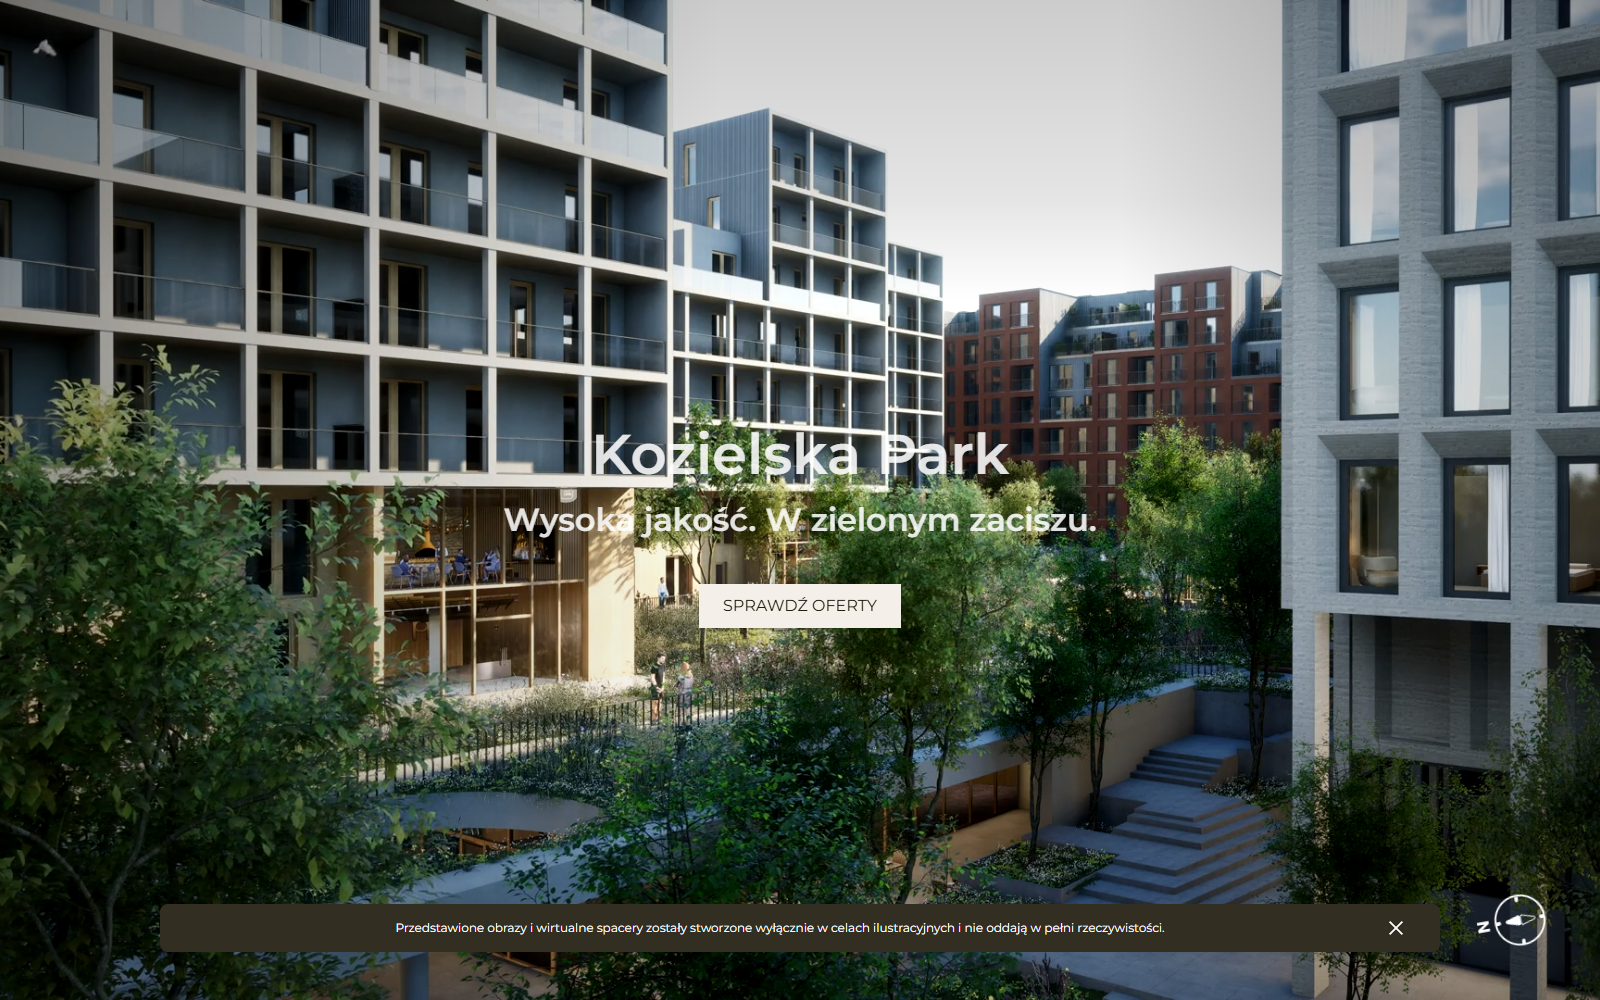 Kozielska Park
Wysoka jakość. W zielonym zaciszu.
SPRAWDŹ OFERTY
Przedstawione obrazy i wirtualne spacery zostały stworzone wyłącznie w celach ilustracyjnych i nie oddają w pełni rzeczywistości.
N